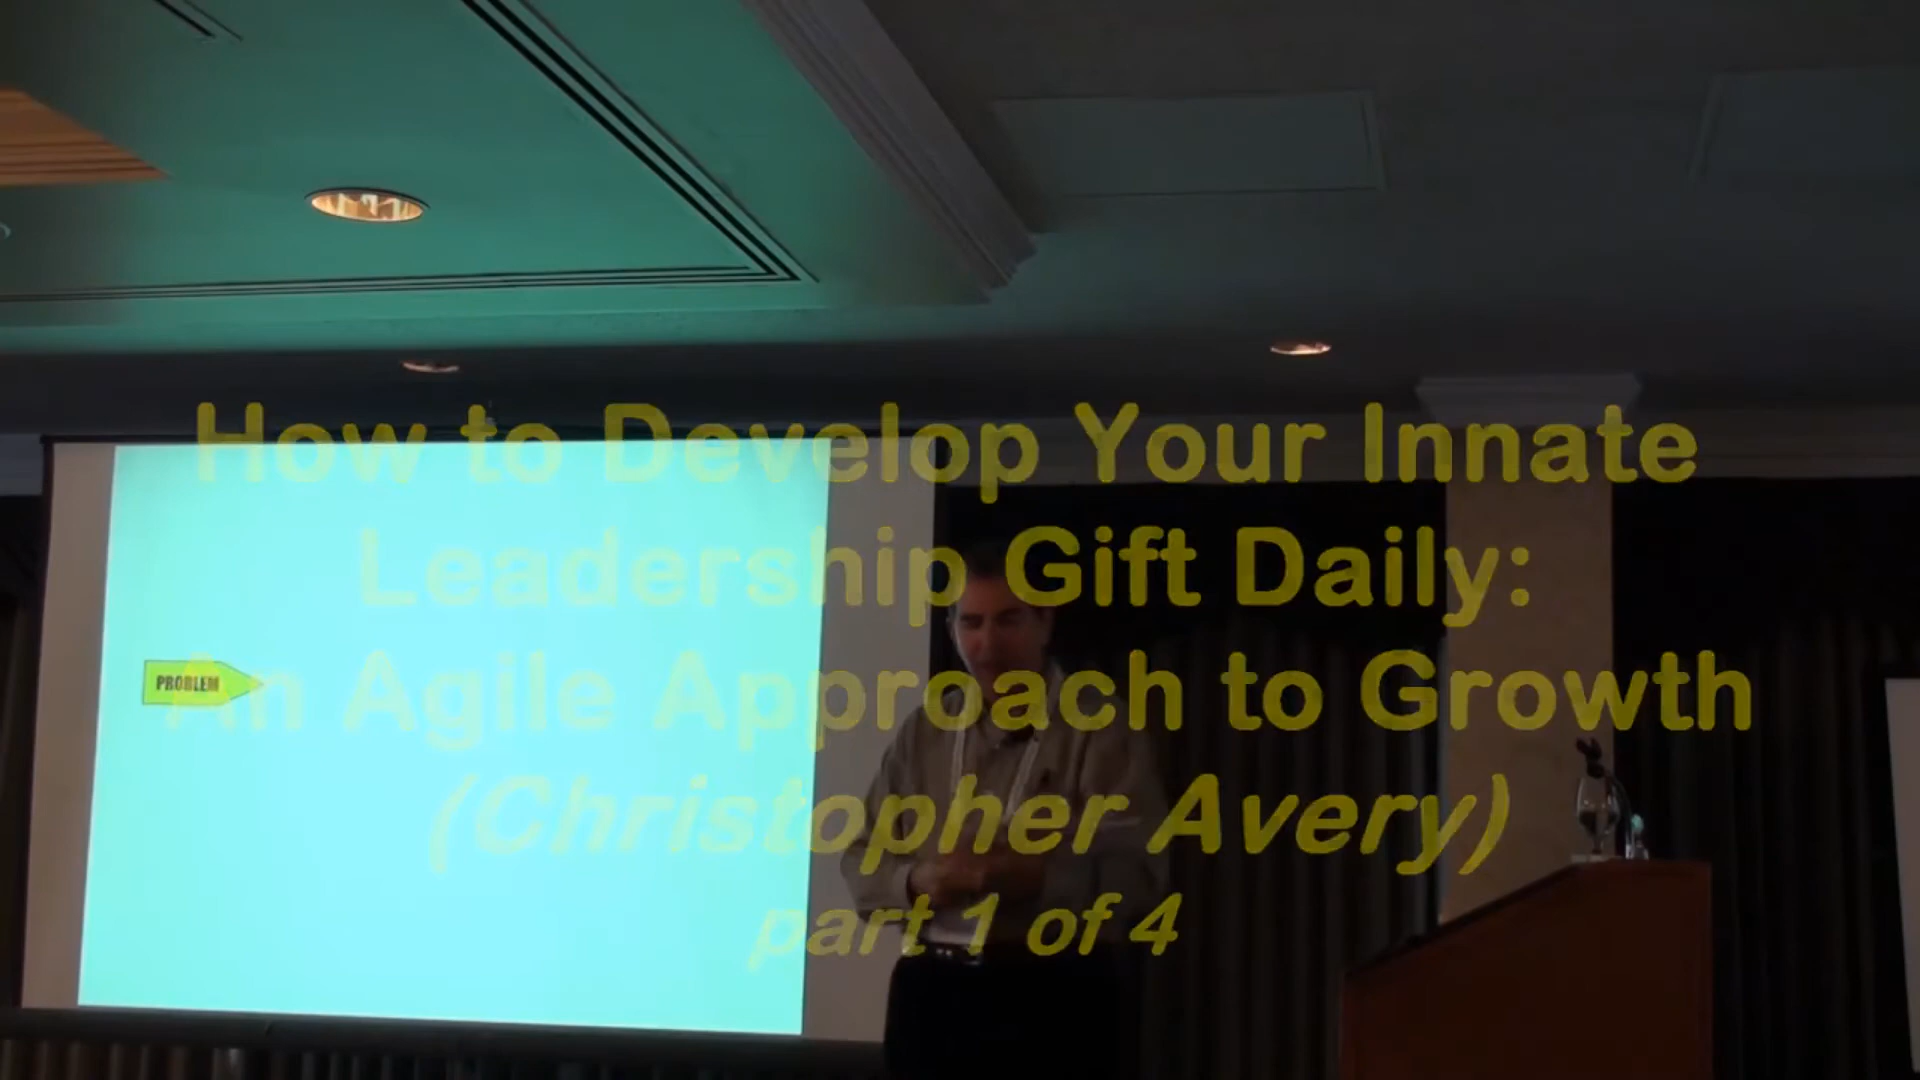 How to Develop Your Innate
Leadership Gift Daily:
An Agile Approach to Growth
(Christopher Avery)
part 1 of 4
PROBLEM